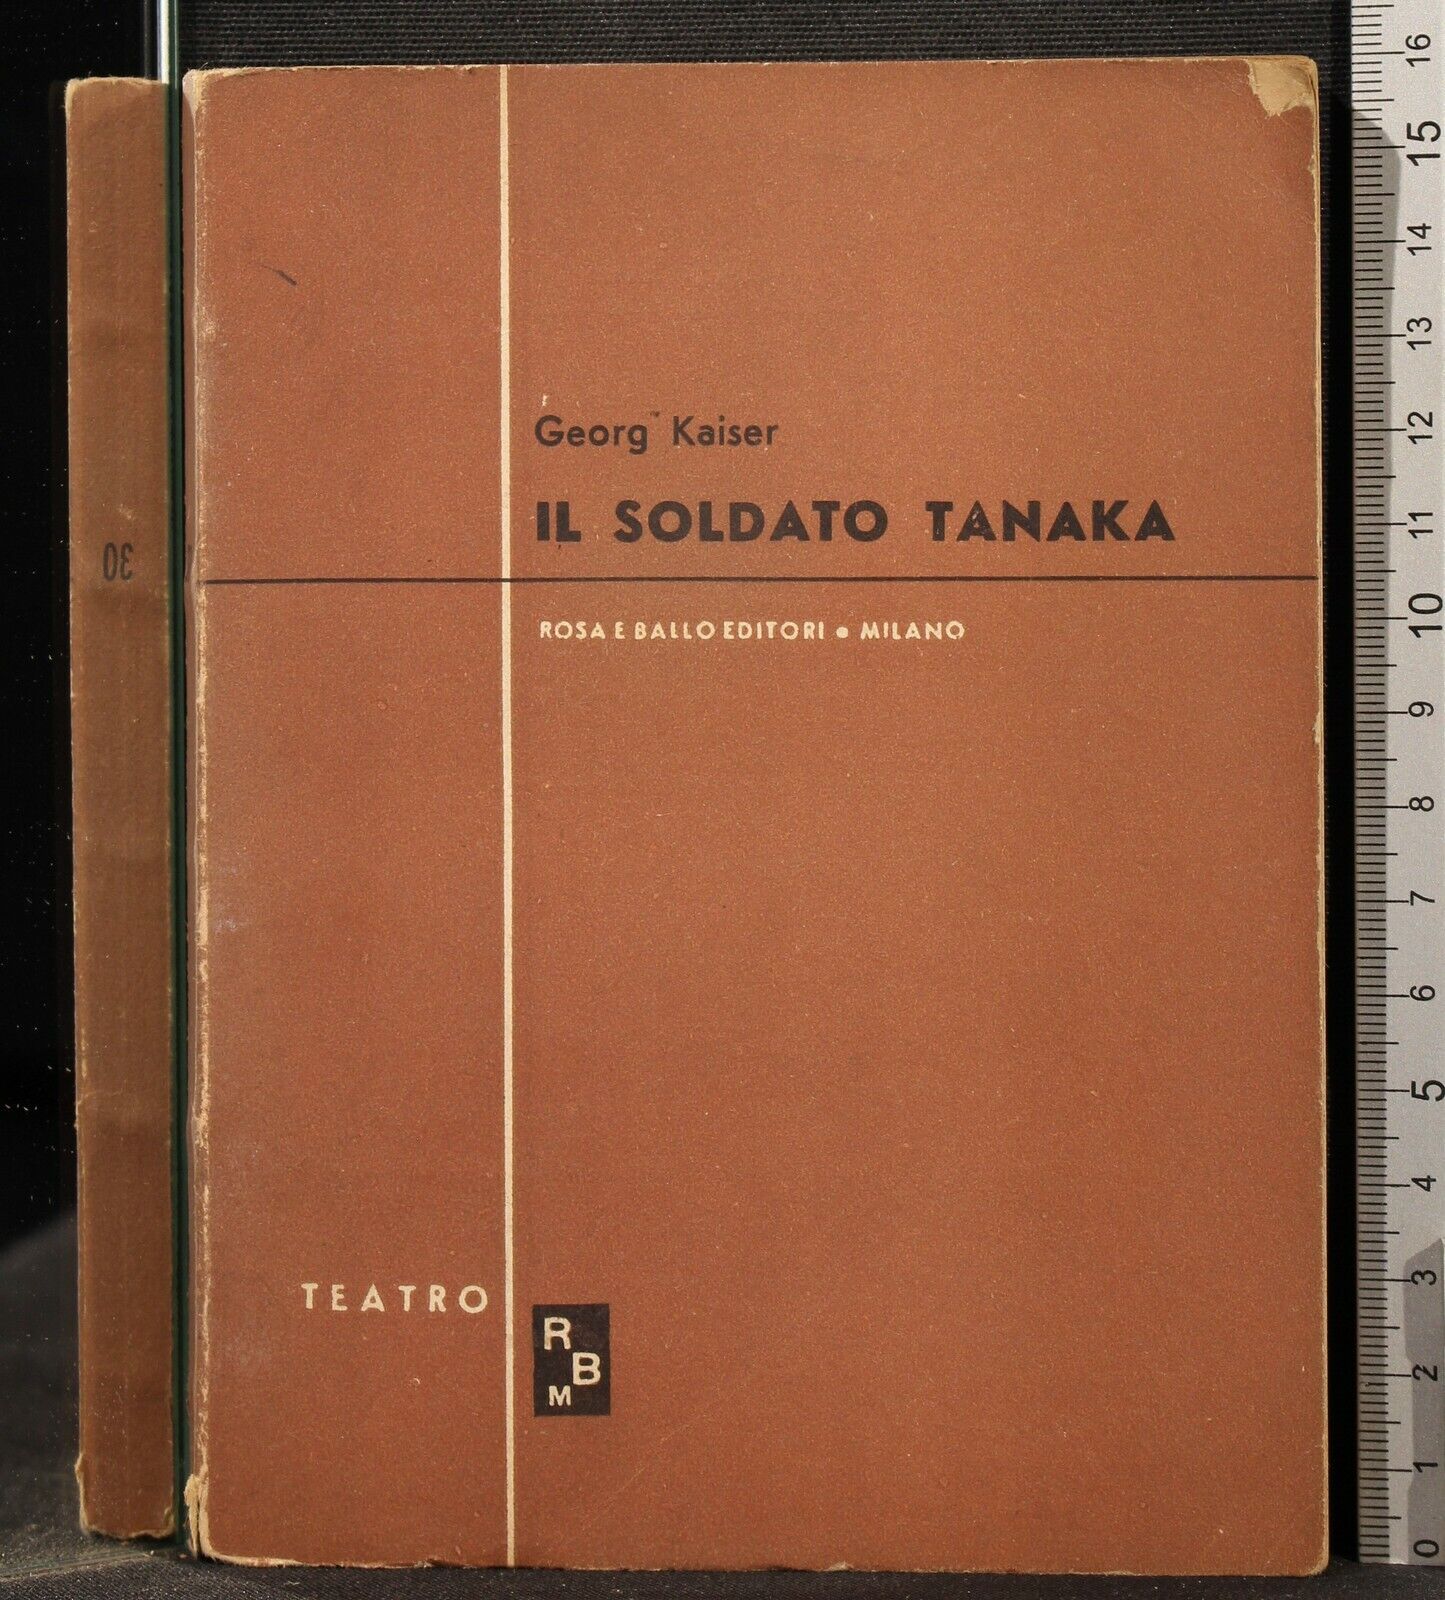 30
Georg Kaiser
IL SOLDATO TANAKA
ROSA E BALLO EDITORI • MILANO
TEATRO
R
B
M
16
15
14
13
12
11
10
9
8
7
6
5
4
3
2
1
0